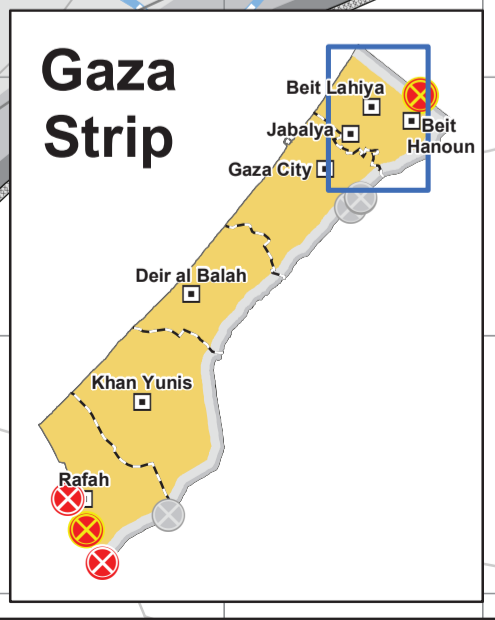 Gaza
Strip
Beit Lahiya
Jabalya
Beit
Hanoun
Gaza City
Deir al Balah
Khan Yunis
Rafah